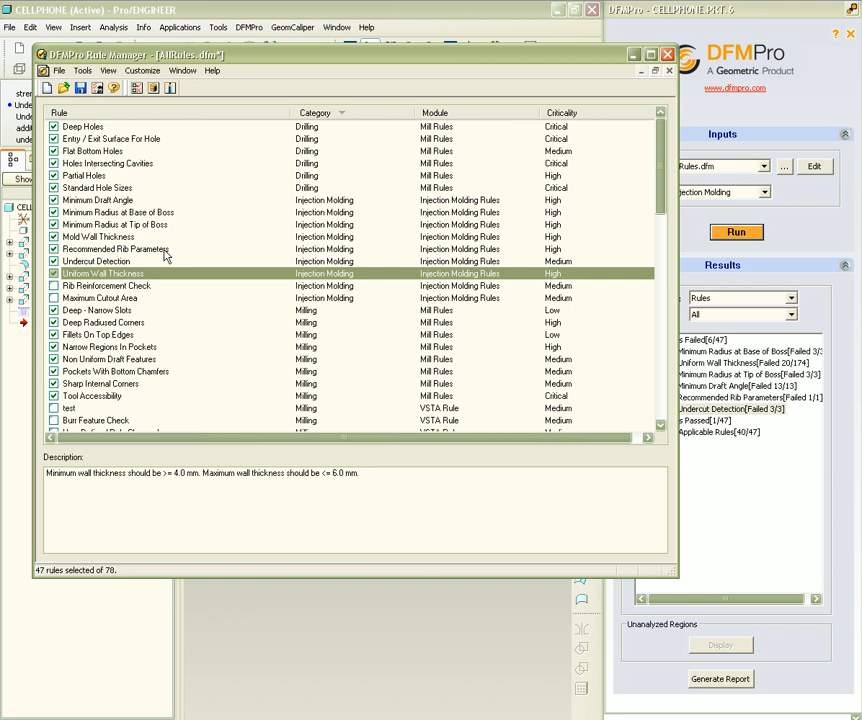 CELLPHONE (Active) - Pro/ENGINEER
DFMPro - CELLPHONE.PRT.6
File Edit Insert Analysis Info Applications Tools DFMPro GeomCaliper Window Help
DFMPro Rule Manager - [AllRules.dfm*]
File Tools View Customize Window Help
Rule Category Module Criticality
Deep Holes Drilling Mill Rules Critical
Entry / Exit Surface For Hole Drilling Mill Rules Critical
Flat Bottom Holes Drilling Mill Rules Medium
Holes Intersecting Cavities Drilling Mill Rules Critical
Partial Holes Drilling Mill Rules High
Standard Hole Sizes Drilling Mill Rules Critical
Minimum Draft Angle Injection Molding Injection Molding Rules High
Minimum Radius at Base of Boss Injection Molding Injection Molding Rules High
Minimum Radius at Tip of Boss Injection Molding Injection Molding Rules High
Mold Wall Thickness Injection Molding Injection Molding Rules High
Recommended Rib Parameters Injection Molding Injection Molding Rules High
Undercut Detection Injection Molding Injection Molding Rules Medium
Uniform Wall Thickness Injection Molding Injection Molding Rules High
Rib Reinforcement Check Injection Molding Injection Molding Rules Medium
Maximum Cutout Area Injection Molding Injection Molding Rules Medium
Deep - Narrow Slots Milling Mill Rules Low
Deep Radiused Corners Milling Mill Rules High
Fillets On Top Edges Milling Mill Rules Low
Narrow Regions In Pockets Milling Mill Rules High
Non Uniform Draft Features Milling Mill Rules Medium
Pockets With Bottom Chamfers Milling Mill Rules Medium
Sharp Internal Corners Milling Mill Rules Medium
Tool Accessibility Milling Mill Rules Critical
test Milling VSTA Rule Medium
Burr Feature Check Milling VSTA Rule Medium
Description:
Minimum wall thickness should be >= 4.0 mm. Maximum wall thickness should be <= 6.0 mm.
47 rules selected of 78.
stre
Unde
Unde
addi
unde
Show
CEL
DFMPro
A Geometric Product
www.dfmpro.com
Inputs
Rules.dfm ... Edit
jection Molding
Run
Results
: Rules
All
s Failed[6/47]
Minimum Radius at Base of Boss[Failed 3/3
Uniform Wall Thickness[Failed 20/174]
Minimum Radius at Tip of Boss[Failed 3/3]
Minimum Draft Angle[Failed 13/13]
Recommended Rib Parameters[Failed 1/1]
Undercut Detection[Failed 3/3]
s Passed[1/47]
Applicable Rules[40/47]
Unanalyzed Regions
Display
Generate Report